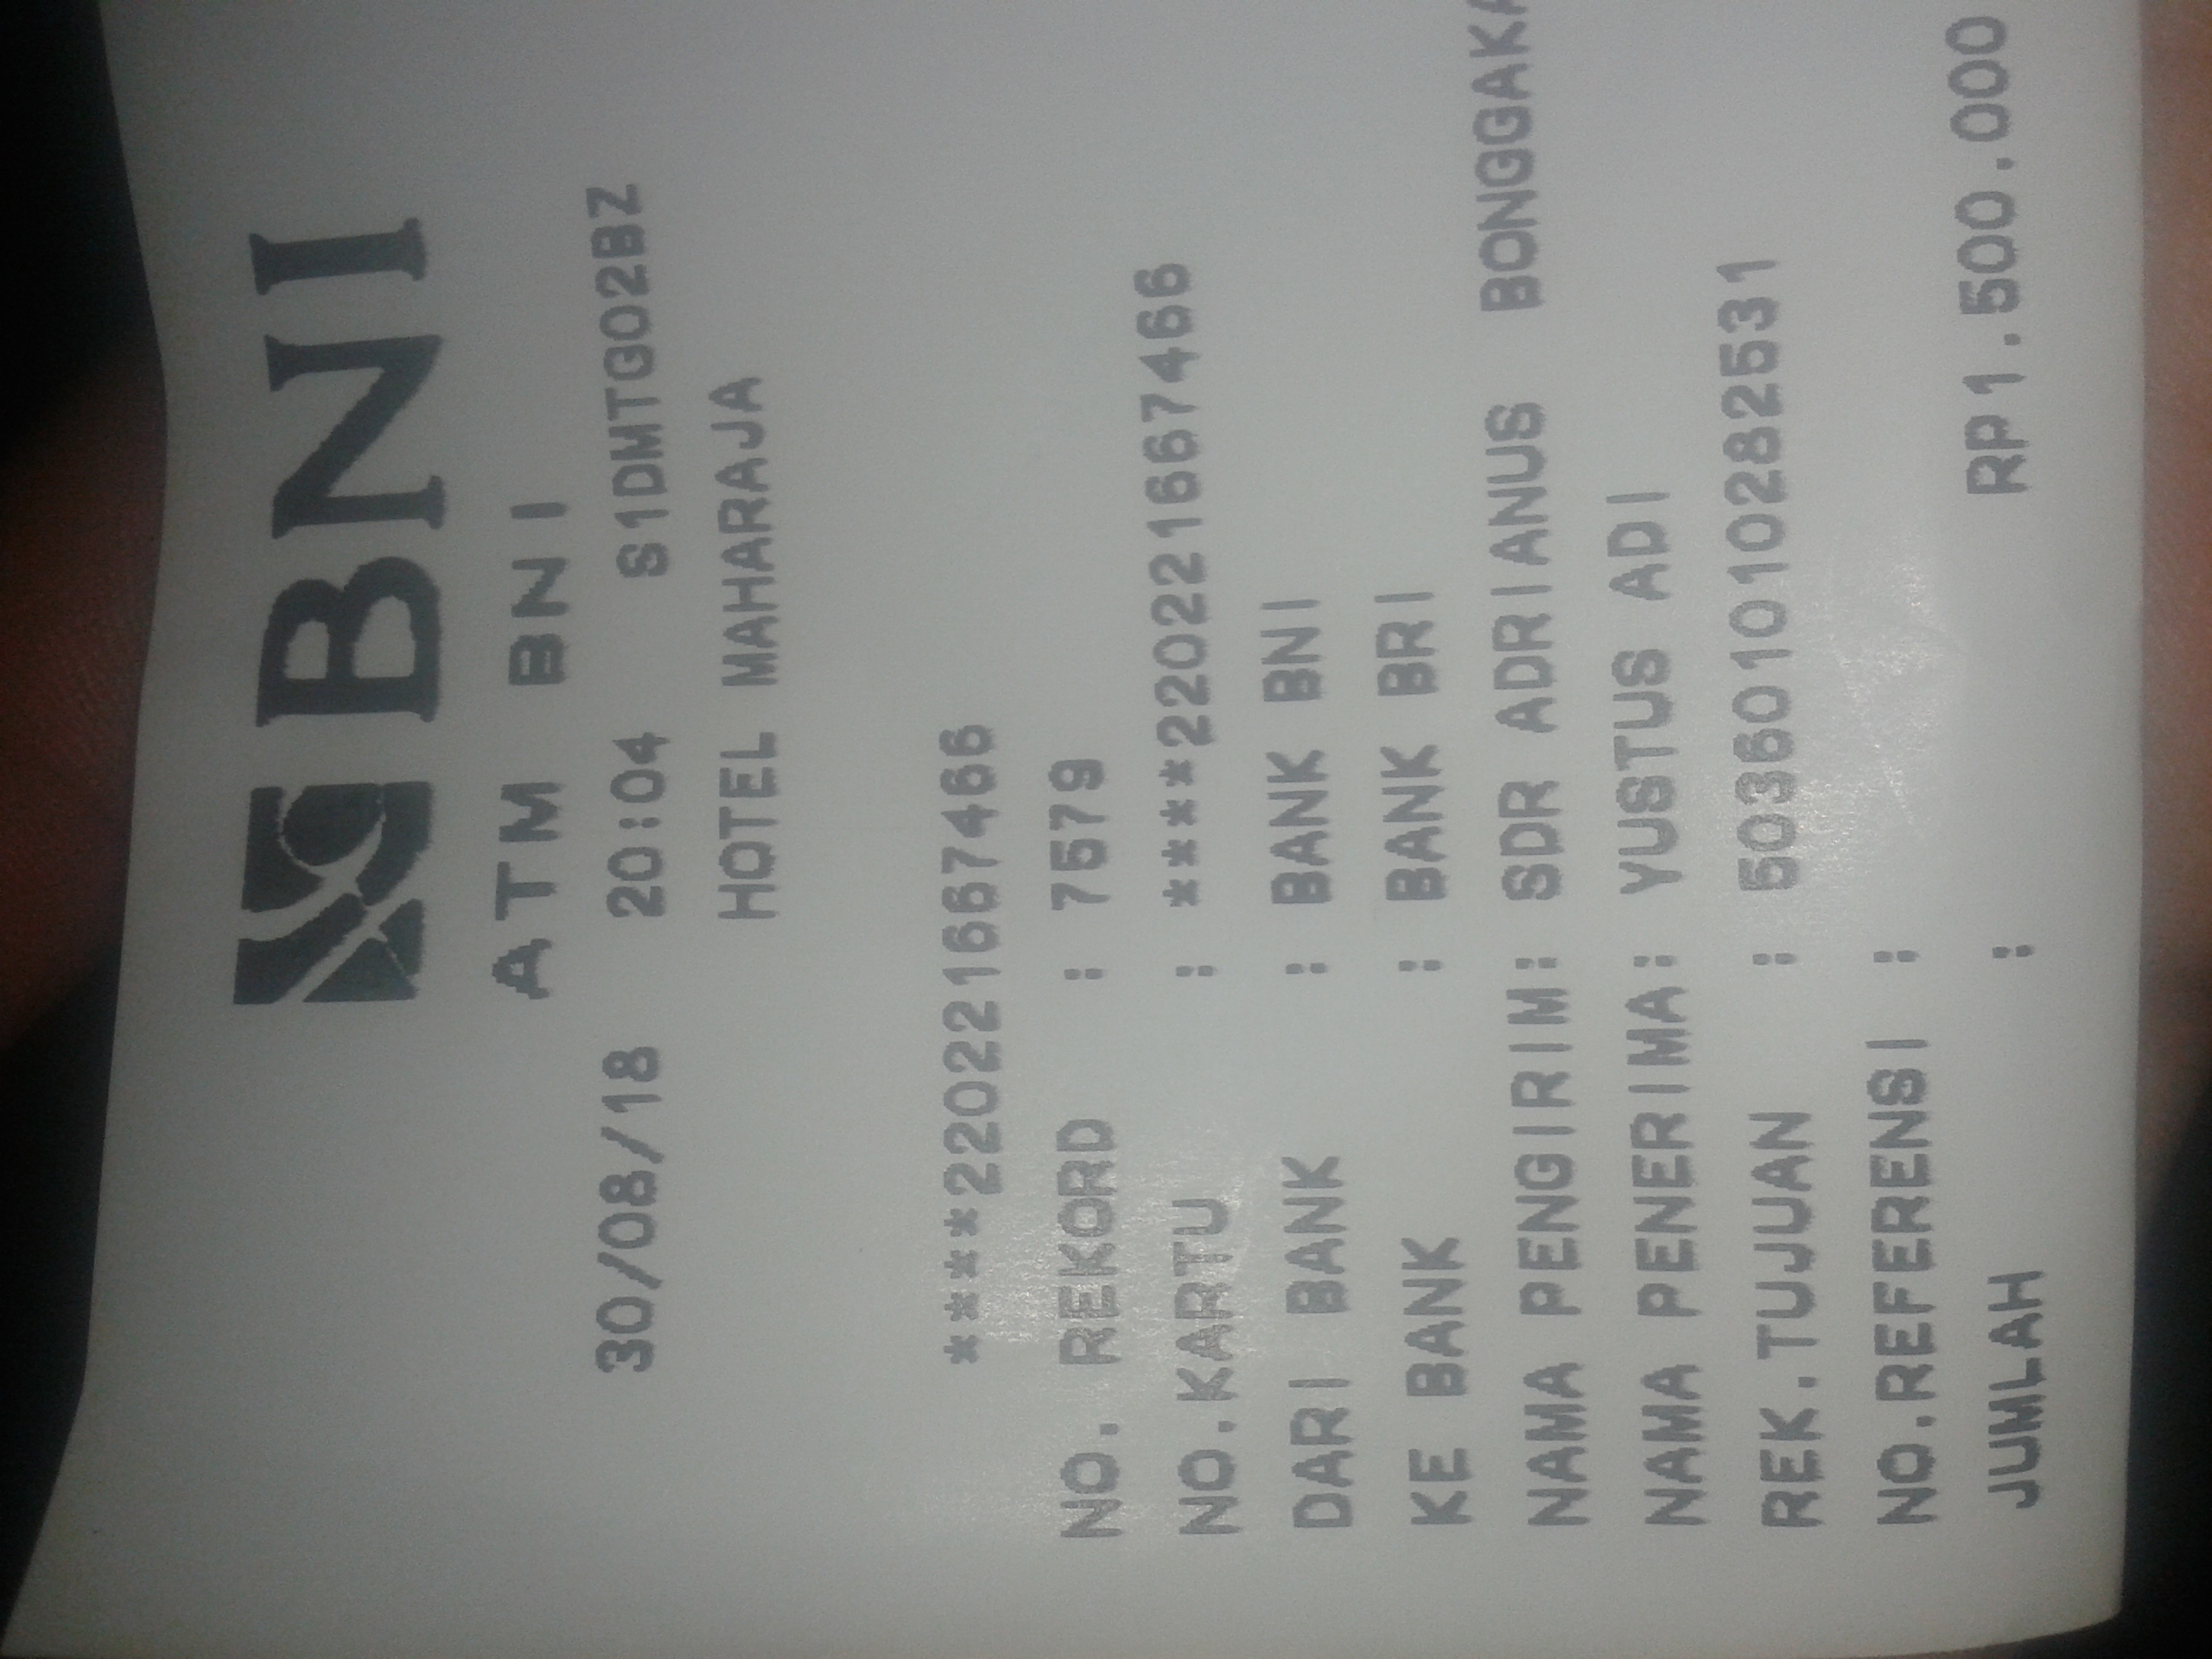 BNI
ATM BNI
30/08/18 20:04 S1DMTG02BZ
HOTEL MAHARAJA
****220221667466
NO. REKORD : 7579
NO.KARTU : ****220221667466
DARI BANK : BANK BNI
KE BANK : BANK BRI
NAMA PENGIRIM: SDR ADRIANUS BONGGAKA
NAMA PENERIMA: YUSTUS ADI
REK.TUJUAN : 503601010282531
NO.REFERENSI :
JUMLAH : RP1.500.000